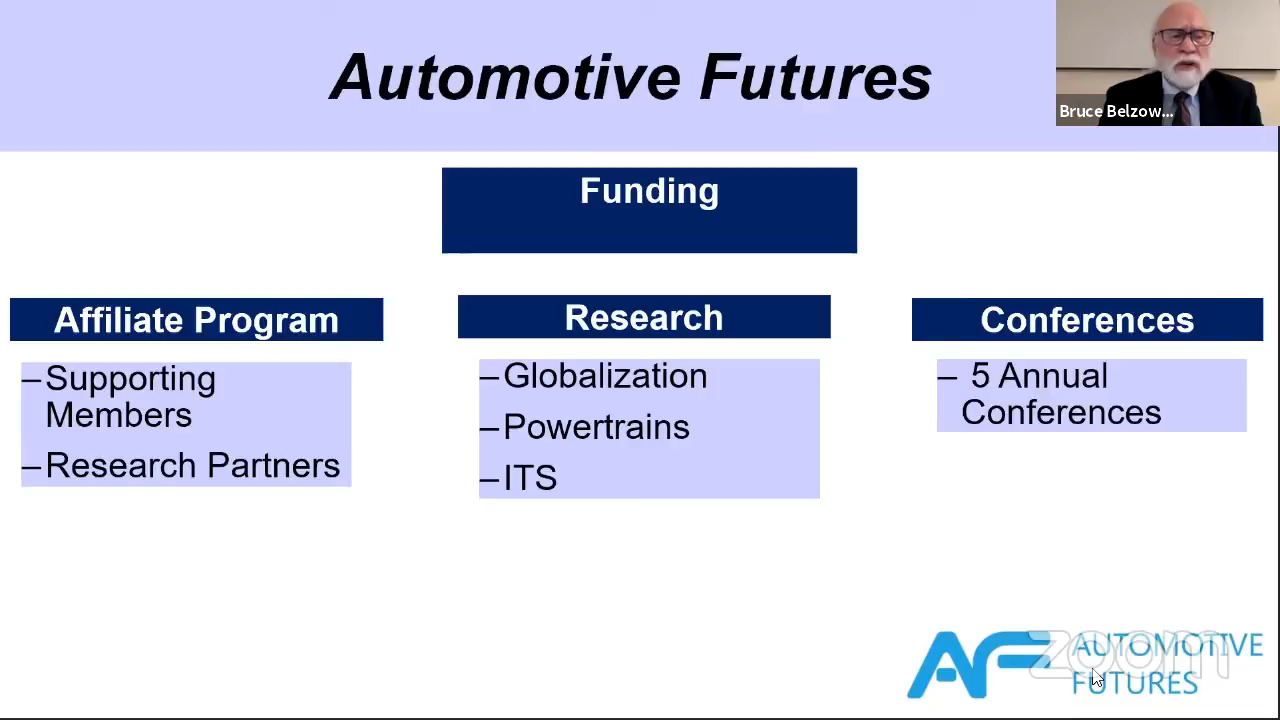 Automotive Futures
Bruce Belzow...
Funding
Affiliate Program
–Supporting
Members
–Research Partners
Research
–Globalization
–Powertrains
–ITS
Conferences
– 5 Annual
Conferences
AF AUTOMOTIVE
FUTURES
zoom